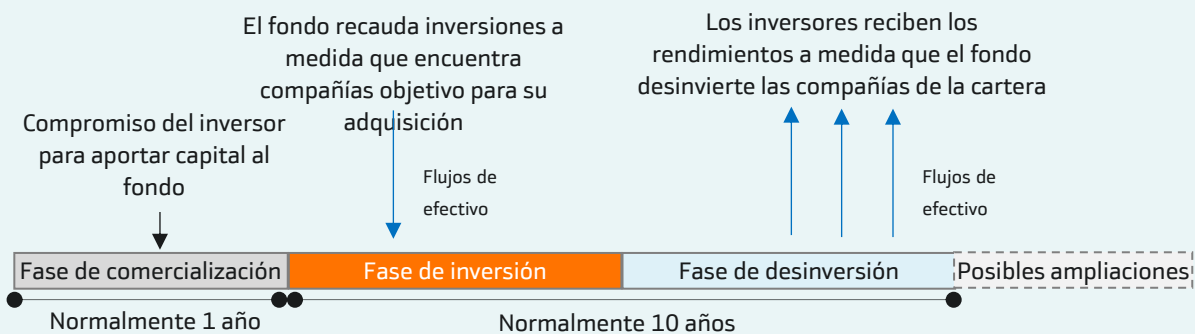 El fondo recauda inversiones a
medida que encuentra
compañías objetivo para su
adquisición
Los inversores reciben los
rendimientos a medida que el fondo
desinvierte las compañías de la cartera
Compromiso del inversor
para aportar capital al
fondo
Flujos de
efectivo
Flujos de
efectivo
Fase de comercialización
Fase de inversión
Fase de desinversión
Posibles ampliaciones
Normalmente 1 año
Normalmente 10 años